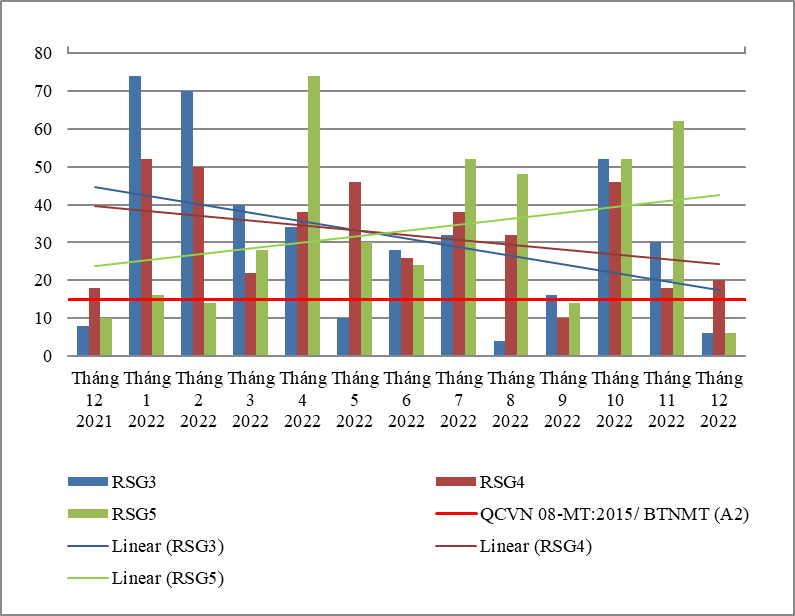 80
70
60
50
40
30
20
10
0
Tháng Tháng Tháng Tháng Tháng Tháng Tháng Tháng Tháng Tháng Tháng Tháng Tháng
12 1 2 3 4 5 6 7 8 9 10 11 12
2021 2022 2022 2022 2022 2022 2022 2022 2022 2022 2022 2022 2022
RSG3 RSG4
RSG5 QCVN 08-MT:2015/ BTNMT (A2)
Linear (RSG3) Linear (RSG4)
Linear (RSG5)